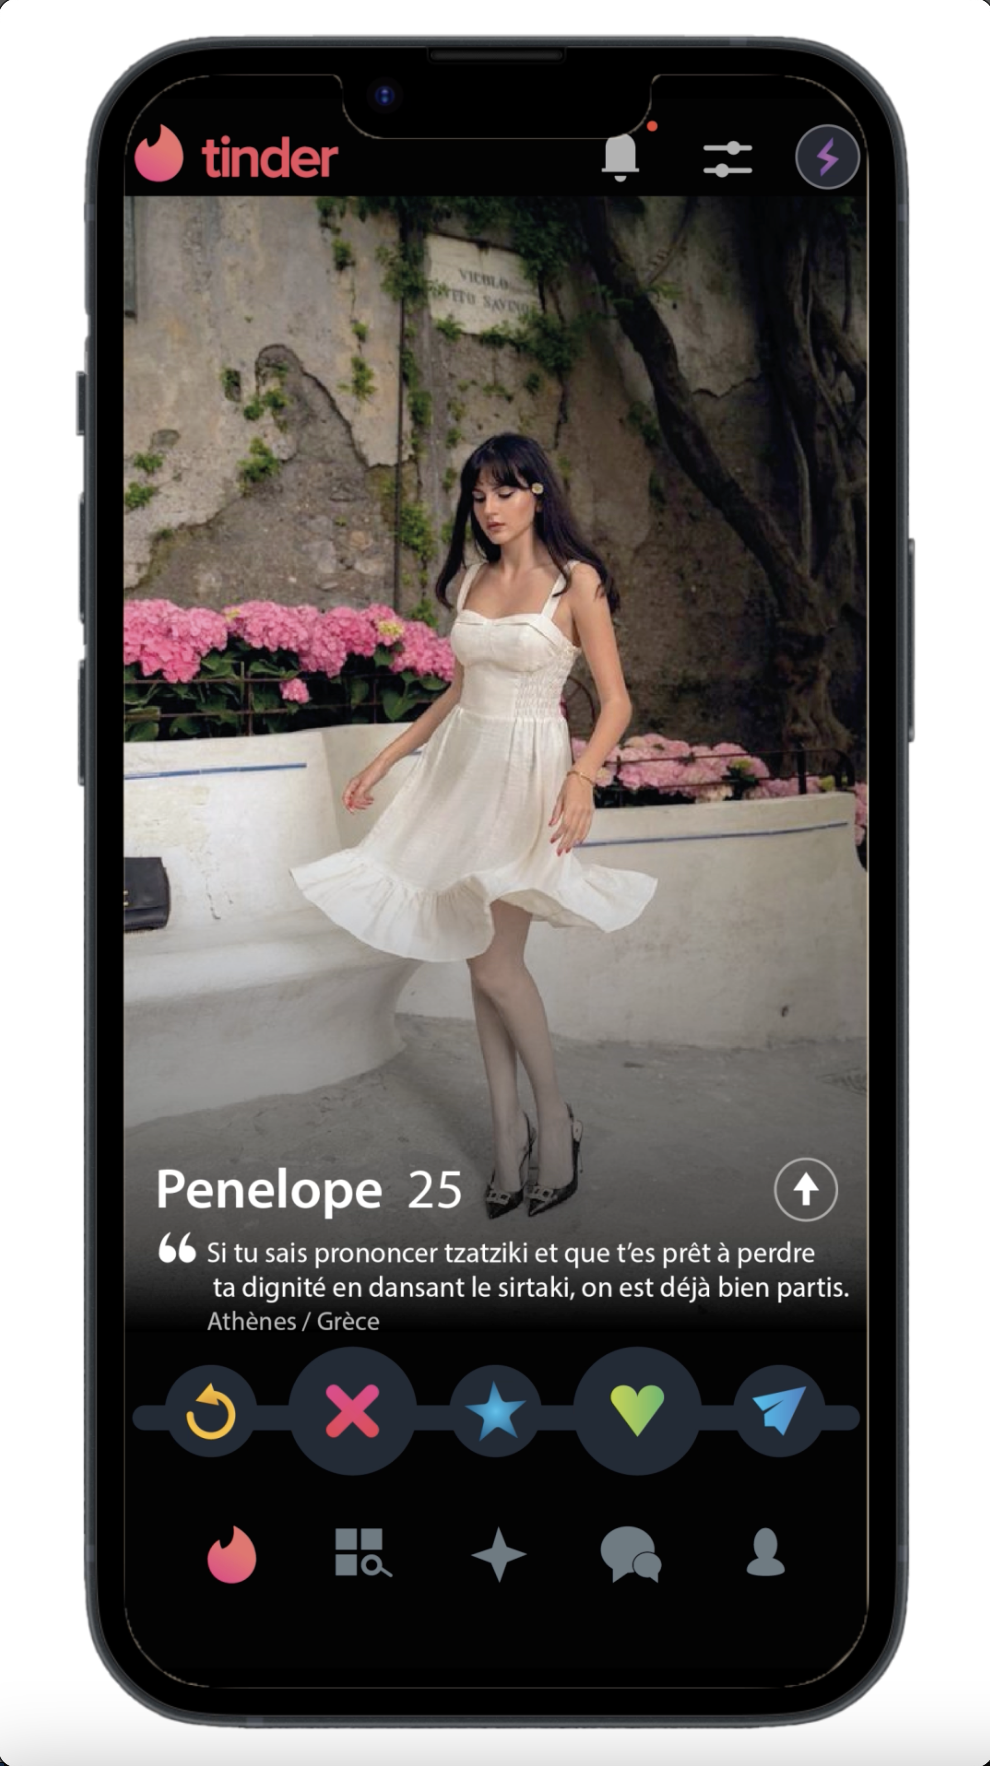 tinder
VICOLO
VITO SAVINO
Penelope 25
“ Si tu sais prononcer tzatziki et que t’es prêt à perdre
ta dignité en dansant le sirtaki, on est déjà bien partis.
Athènes / Grèce